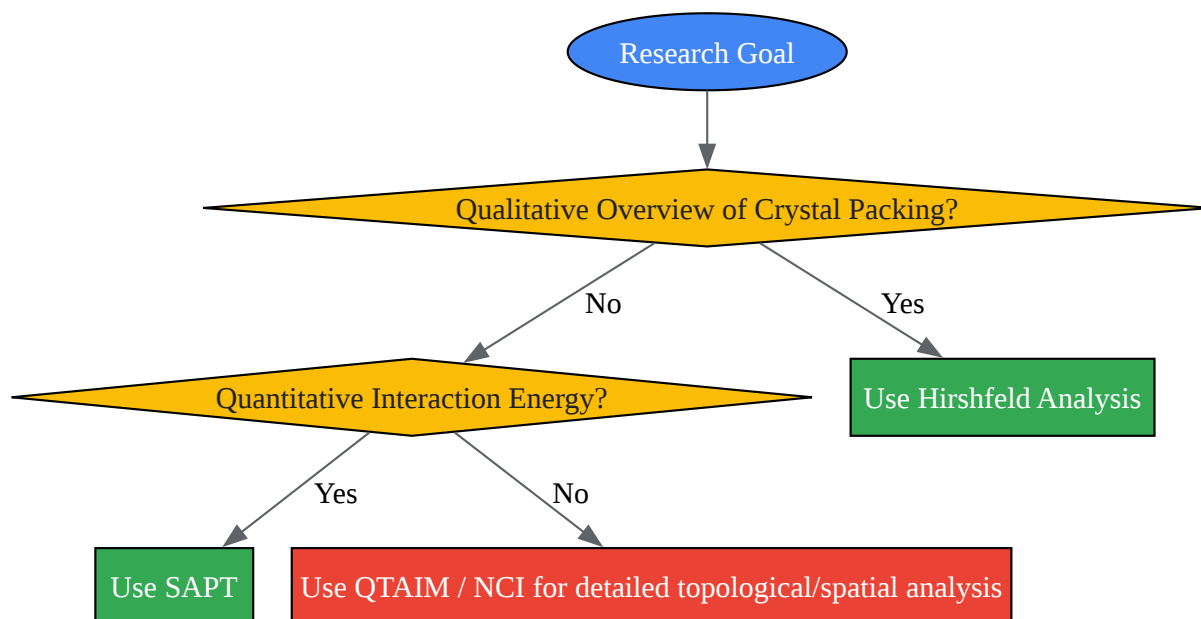 Research Goal
Qualitative Overview of Crystal Packing?
No
Yes
Quantitative Interaction Energy?
Use Hirshfeld Analysis
Yes
No
Use SAPT
Use QTAIM / NCI for detailed topological/spatial analysis